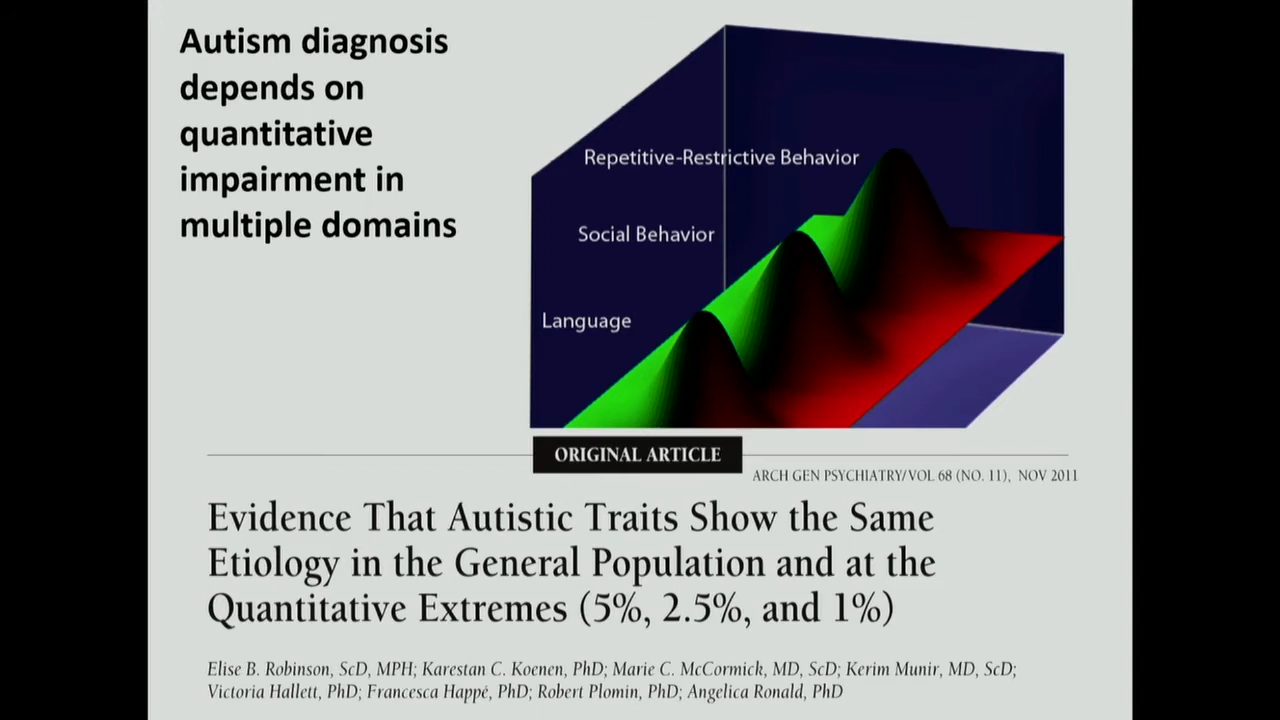 Autism diagnosis
depends on
quantitative
impairment in
multiple domains
Repetitive-Restrictive Behavior
Social Behavior
Language
ORIGINAL ARTICLE
ARCH GEN PSYCHIATRY/VOL 68 (NO. 11), NOV 2011
Evidence That Autistic Traits Show the Same
Etiology in the General Population and at the
Quantitative Extremes (5%, 2.5%, and 1%)
Elise B. Robinson, ScD, MPH; Karestan C. Koenen, PhD; Marie C. McCormick, MD, ScD; Kerim Munir, MD, ScD;
Victoria Hallett, PhD; Francesca Happé, PhD; Robert Plomin, PhD; Angelica Ronald, PhD